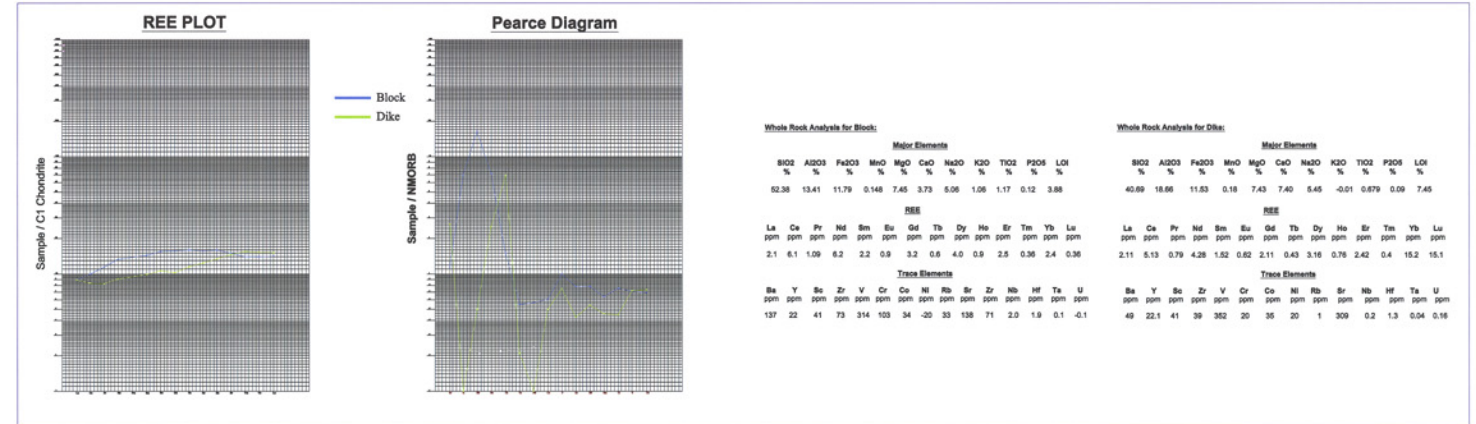 REE PLOT
Pearce Diagram
Block
Dike
Sample / C1 Chondrite
Sample / NMORB
Whole Rock Analysis for Block:
Major Elements
SIO2 Al2O3 Fe2O3 MnO MgO CaO Na2O K2O TIO2 P2O5 LOI
% % % % % % % % % % %
52.38 13.41 11.79 0.148 7.45 3.73 5.06 1.06 1.17 0.12 3.88
REE
La Ce Pr Nd Sm Eu Gd Tb Dy Ho Er Tm Yb Lu
ppm ppm ppm ppm ppm ppm ppm ppm ppm ppm ppm ppm ppm ppm
2.1 6.1 1.09 6.2 2.2 0.9 3.2 0.6 4.0 0.9 2.5 0.36 2.4 0.36
Trace Elements
Ba Y Sc Zr V Cr Co NI Rb Sr Zr Nb Hf Ta U
ppm ppm ppm ppm ppm ppm ppm ppm ppm ppm ppm ppm ppm ppm ppm
137 22 41 73 314 103 34 -20 33 138 71 2.0 1.9 0.1 -0.1
Whole Rock Analysis for Dike:
Major Elements
SIO2 Al2O3 Fe2O3 MnO MgO CaO Na2O K2O TIO2 P2O5 LOI
% % % % % % % % % % %
40.69 18.66 11.53 0.18 7.43 7.40 5.45 -0.01 0.679 0.09 7.45
REE
La Ce Pr Nd Sm Eu Gd Tb Dy Ho Er Tm Yb Lu
ppm ppm ppm ppm ppm ppm ppm ppm ppm ppm ppm ppm ppm ppm
2.11 5.13 0.79 4.28 1.52 0.62 2.11 0.43 3.16 0.76 2.42 0.4 15.2 15.1
Trace Elements
Ba Y Sc Zr V Cr Co NI Rb Sr Nb Hf Ta U
ppm ppm ppm ppm ppm ppm ppm ppm ppm ppm ppm ppm ppm ppm
49 22.1 41 39 352 20 35 20 1 309 0.2 1.3 0.04 0.16